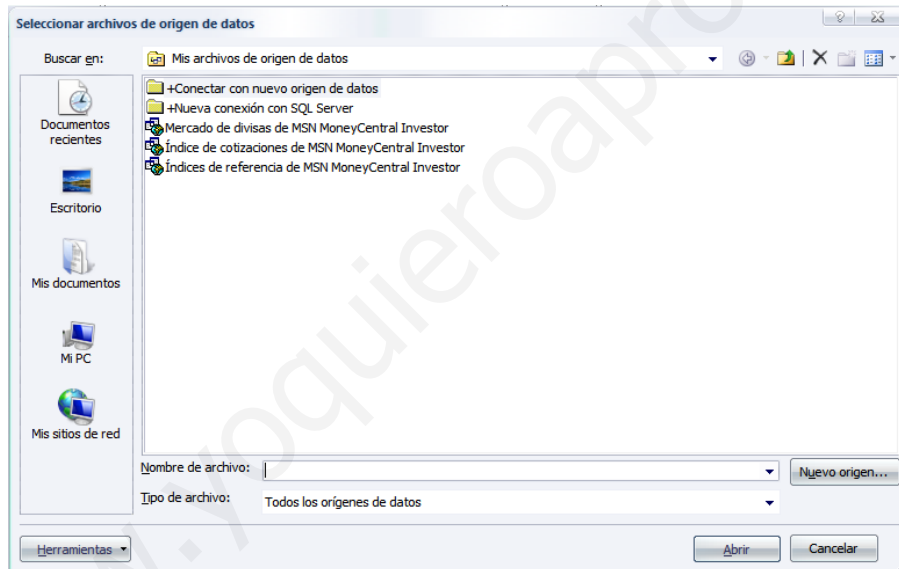 Seleccionar archivos de origen de datos
Buscar en:
Mis archivos de origen de datos
Documentos
recientes
Escritorio
Mis documentos
Mi PC
Mis sitios de red
+Conectar con nuevo origen de datos
+Nueva conexión con SQL Server
Mercado de divisas de MSN MoneyCentral Investor
Índice de cotizaciones de MSN MoneyCentral Investor
Índices de referencia de MSN MoneyCentral Investor
Nombre de archivo:
Nuevo origen...
Tipo de archivo:
Todos los orígenes de datos
Herramientas
Abrir
Cancelar
w.yoquieroapro